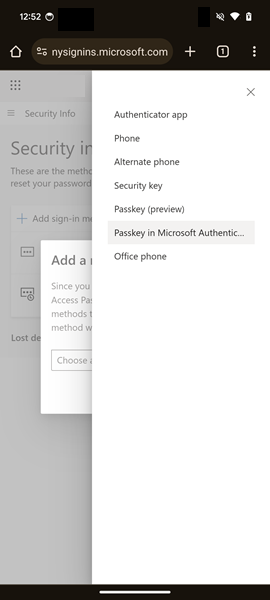 12:52
nysignins.microsoft.com
1
Security Info
Security in
These are the metho
reset your password
Add sign-in me
Add a
Since you
Access Pas
methods t
method w
Choose a
Lost de
Authenticator app
Phone
Alternate phone
Security key
Passkey (preview)
Passkey in Microsoft Authentic...
Office phone